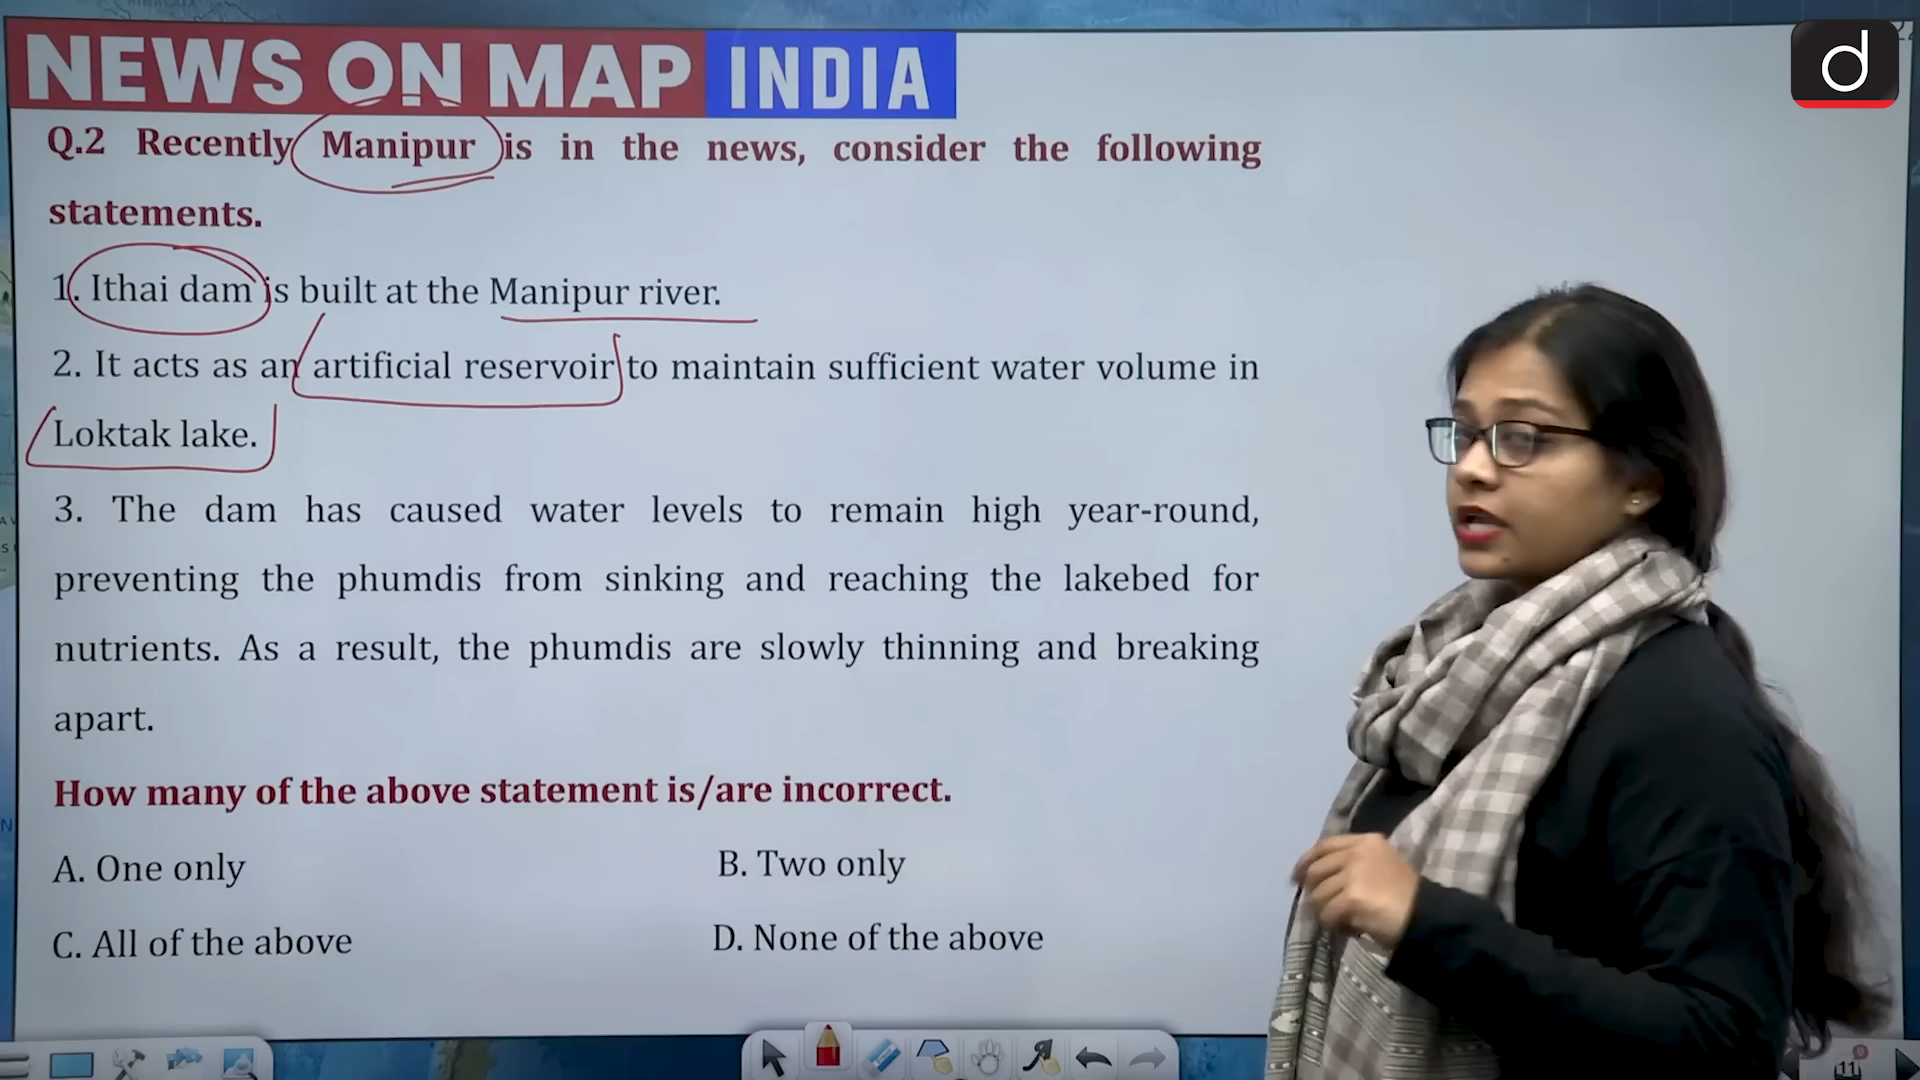 NEWS ON MAP INDIA
Q.2 Recently Manipur is in the news, consider the following
statements.
1. Ithai dam is built at the Manipur river.
2. It acts as an artificial reservoir to maintain sufficient water volume in
Loktak lake.
3. The dam has caused water levels to remain high year-round,
preventing the phumdis from sinking and reaching the lakebed for
nutrients. As a result, the phumdis are slowly thinning and breaking
apart.
How many of the above statement is/are incorrect.
A. One only
B. Two only
C. All of the above
D. None of the above
d
11